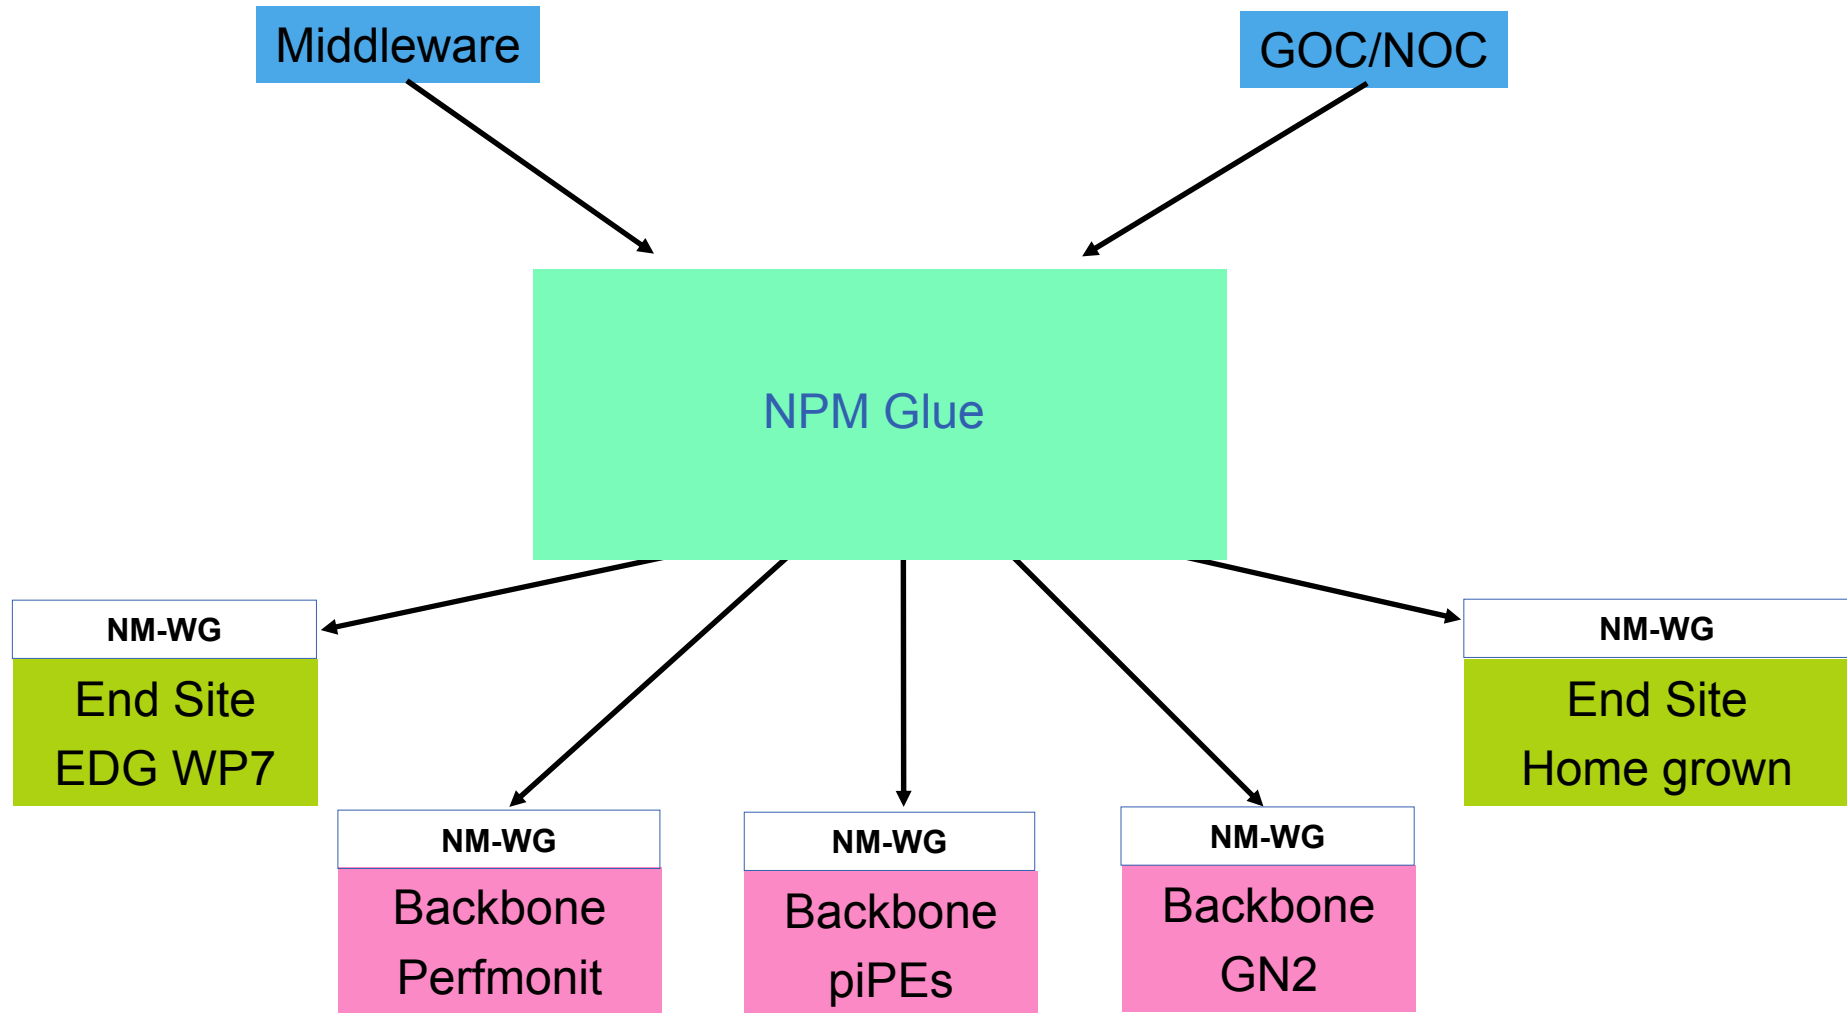 Middleware
GOC/NOC
NPM Glue
NM-WG
End Site
EDG WP7
NM-WG
Backbone
Perfmonit
NM-WG
Backbone
piPEs
NM-WG
Backbone
GN2
NM-WG
End Site
Home grown